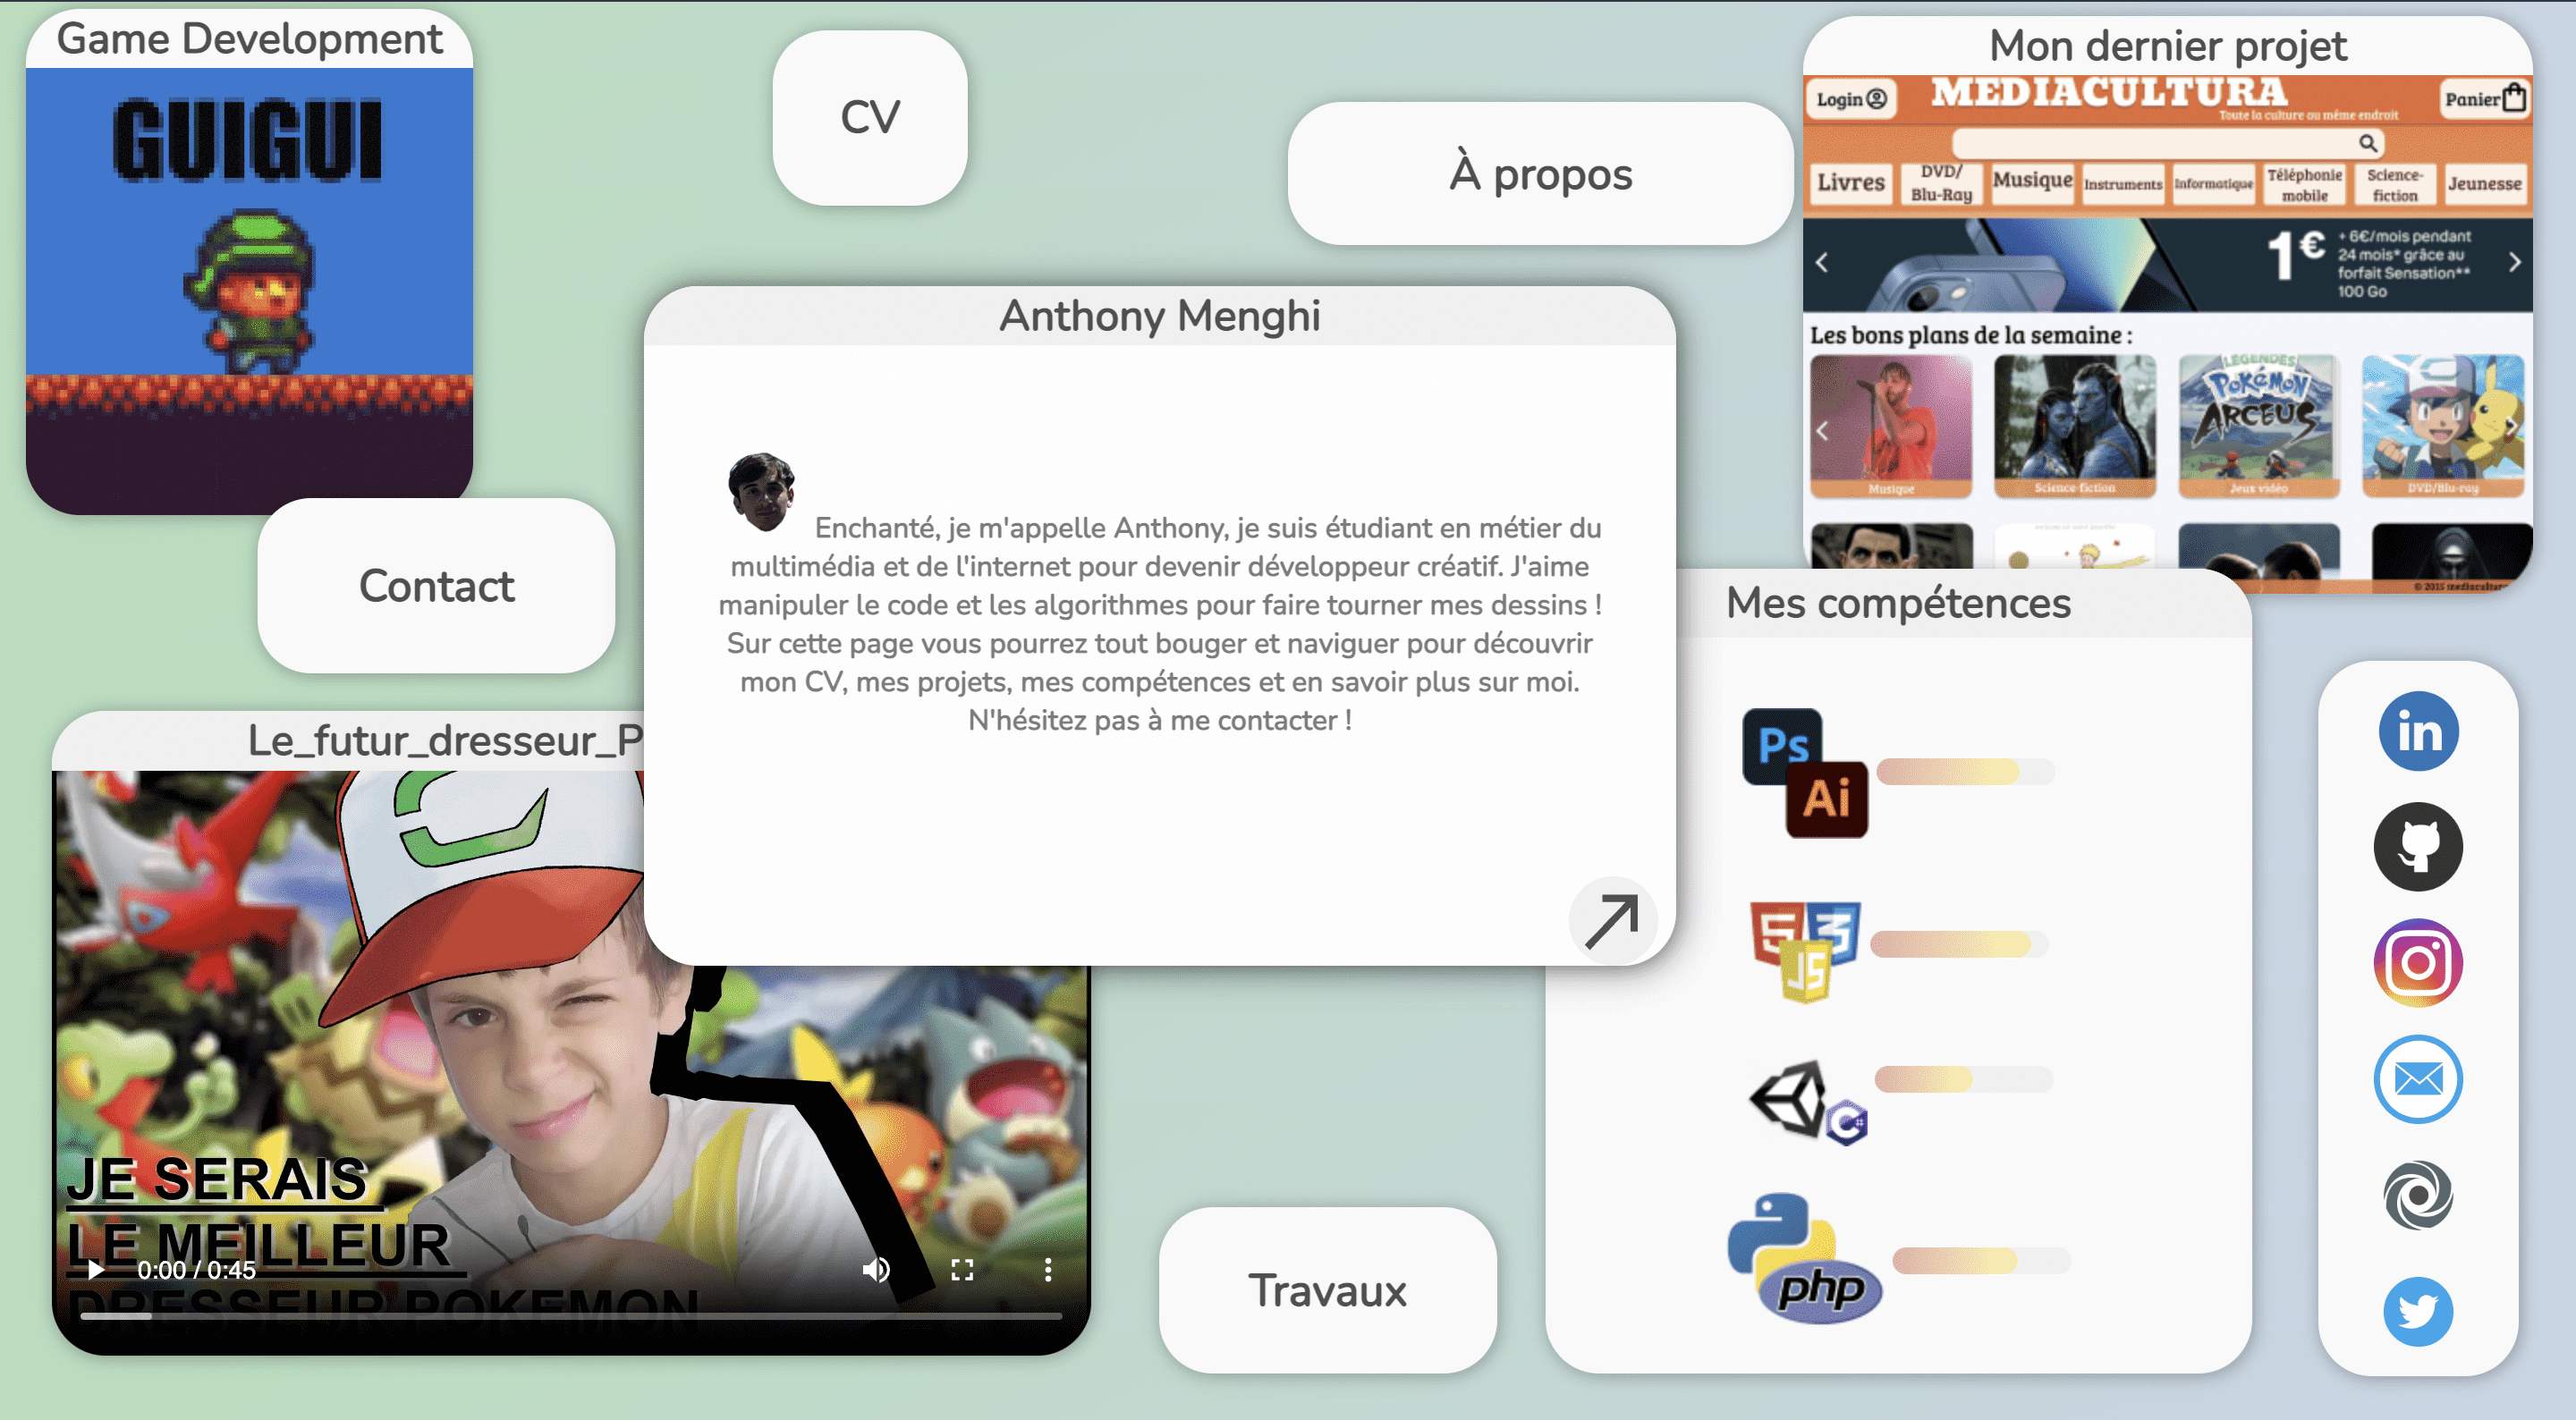 Game Development
GUIGUI
CV
À propos
Mon dernier projet
Login
MEDIACULTURA
Toute la culture au même endroit
Panier
Livres
DVD/
Blu-Ray
Musique
Instruments
Informatique
Téléphonie
mobile
Science-
fiction
Jeunesse
1€
+ 6€/mois pendant
24 mois* grâce au
forfait Sensation**
100 Go
Les bons plans de la semaine :
LEGENDES
POKÉMON
ARCEUS
Musique
Science-fiction
Jeux vidéo
DVD/Blu-ray
© 2015 mediacultura
Contact
Anthony Menghi
Enchanté, je m'appelle Anthony, je suis étudiant en métier du
multimédia et de l'internet pour devenir développeur créatif. J'aime
manipuler le code et les algorithmes pour faire tourner mes dessins !
Sur cette page vous pourrez tout bouger et naviguer pour découvrir
mon CV, mes projets, mes compétences et en savoir plus sur moi.
N'hésitez pas à me contacter !
Mes compétences
Ps
Ai
5 3
JS
C#
php
in
Le_futur_dresseur_P
JE SERAIS
LE MEILLEUR
DRESSEUR POKEMON
0:00 / 0:45
Travaux